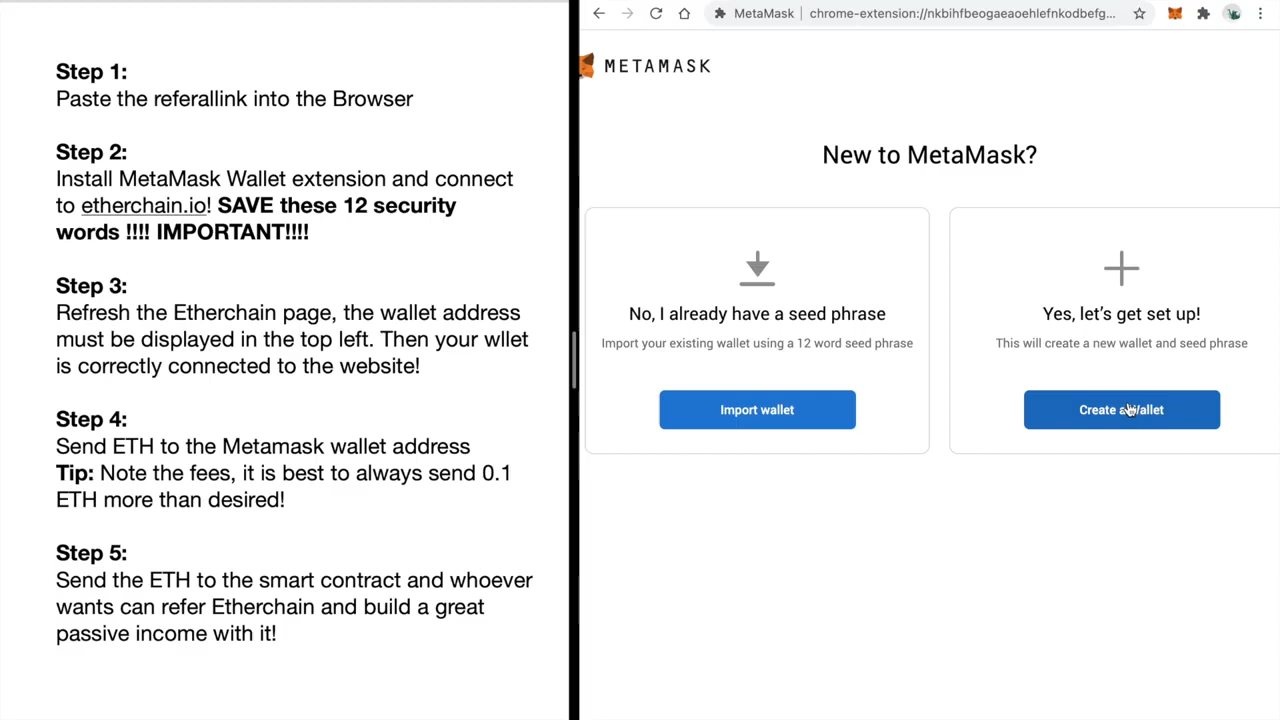 Step 1:
Paste the referallink into the Browser
Step 2:
Install MetaMask Wallet extension and connect
to etherchain.io! SAVE these 12 security
words !!!! IMPORTANT!!!!
Step 3:
Refresh the Etherchain page, the wallet address
must be displayed in the top left. Then your wllet
is correctly connected to the website!
Step 4:
Send ETH to the Metamask wallet address
Tip: Note the fees, it is best to always send 0.1
ETH more than desired!
Step 5:
Send the ETH to the smart contract and whoever
wants can refer Etherchain and build a great
passive income with it!
MetaMask | chrome-extension://nkbihfbeogaeaoehlefnkodbefg...
METAMASK
New to MetaMask?
No, I already have a seed phrase
Import your existing wallet using a 12 word seed phrase
Import wallet
Yes, let's get set up!
This will create a new wallet and seed phrase
Create a Wallet